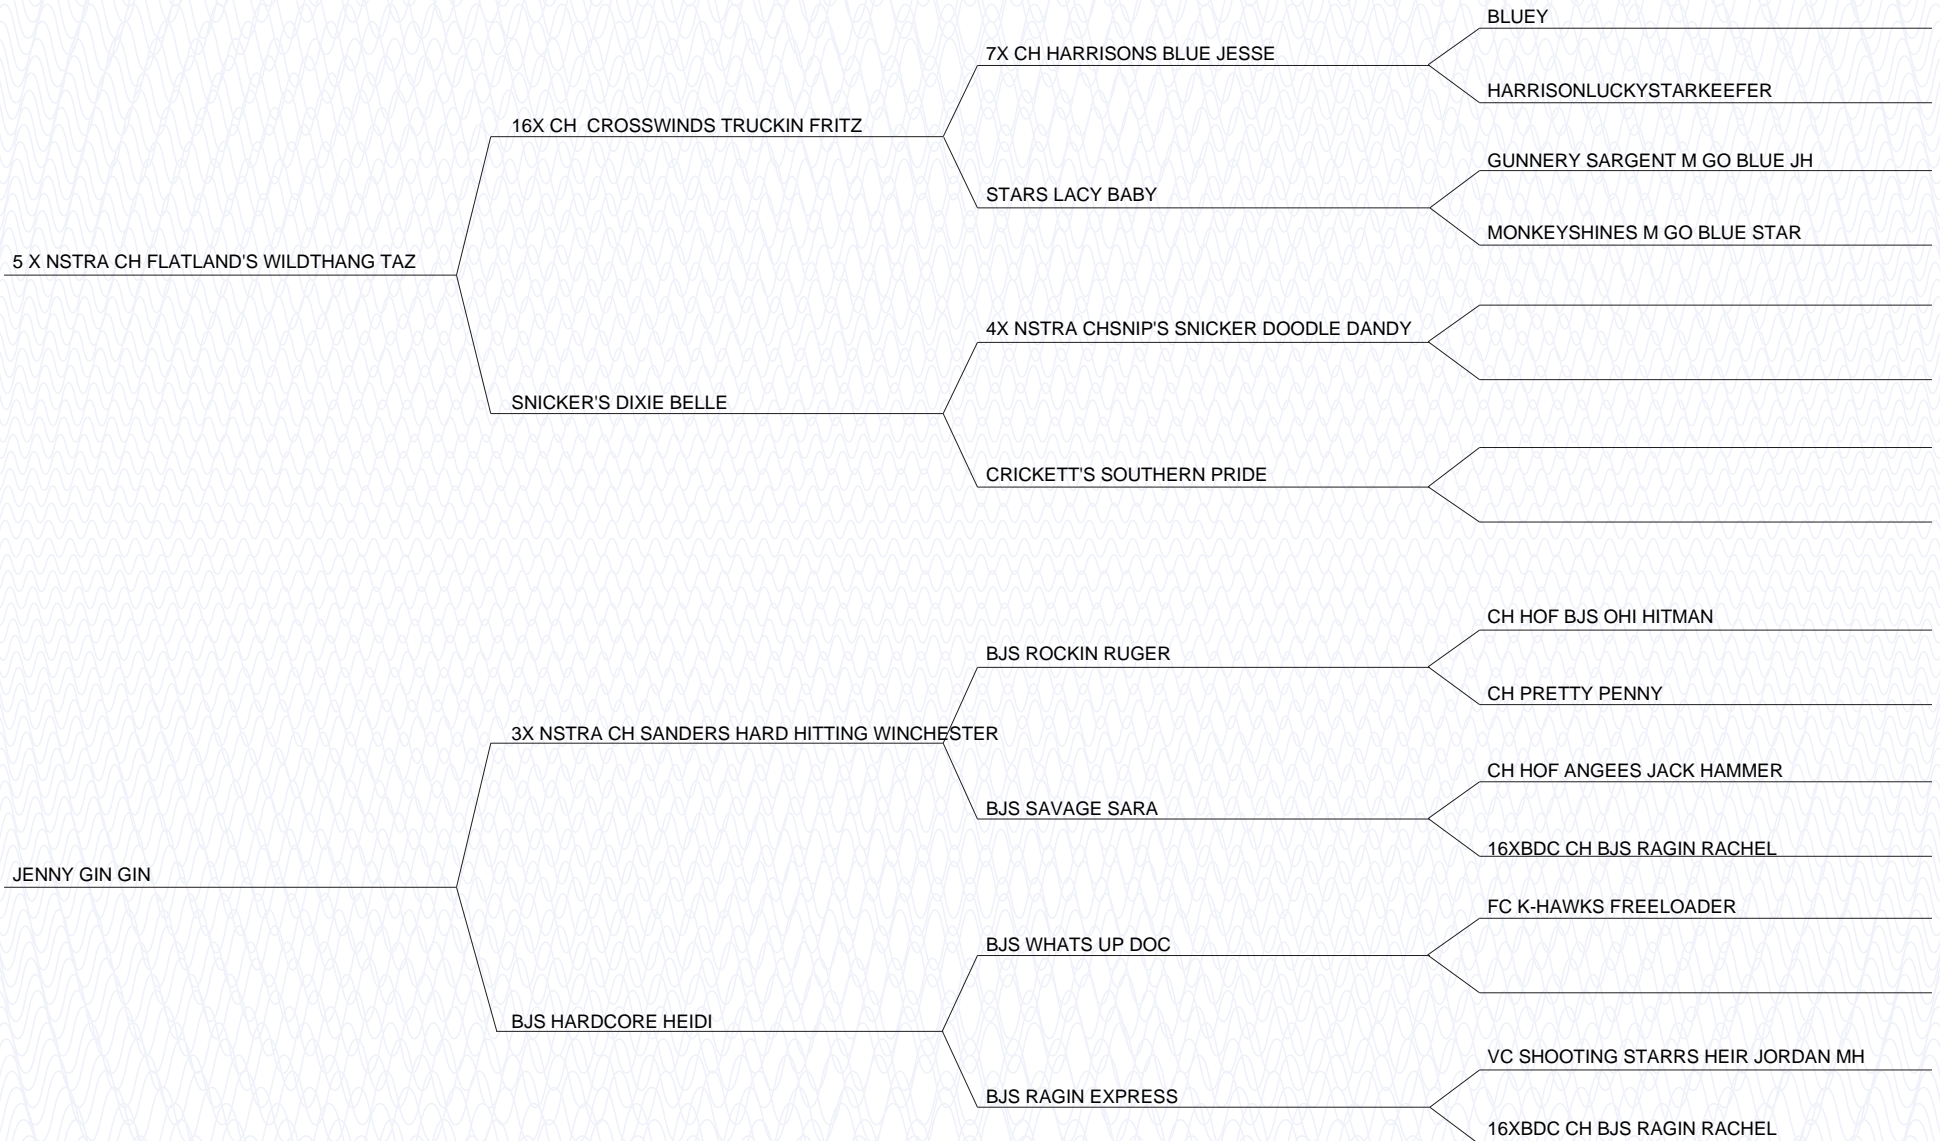 BLUEY
7X CH HARRISONS BLUE JESSE
HARRISONLUCKYSTARKEEFER
16X CH  CROSSWINDS TRUCKIN FRITZ
GUNNERY SARGENT M GO BLUE JH
STARS LACY BABY
MONKEYSHINES M GO BLUE STAR
5 X NSTRA CH FLATLAND'S WILDTHANG TAZ
4X NSTRA CHSNIP'S SNICKER DOODLE DANDY
SNICKER'S DIXIE BELLE
CRICKETT'S SOUTHERN PRIDE
CH HOF BJS OHI HITMAN
BJS ROCKIN RUGER
CH PRETTY PENNY
3X NSTRA CH SANDERS HARD HITTING WINCHESTER
CH HOF ANGEES JACK HAMMER
BJS SAVAGE SARA
16XBDC CH BJS RAGIN RACHEL
JENNY GIN GIN
FC K-HAWKS FREELOADER
BJS WHATS UP DOC
BJS HARDCORE HEIDI
VC SHOOTING STARRS HEIR JORDAN MH
BJS RAGIN EXPRESS
16XBDC CH BJS RAGIN RACHEL